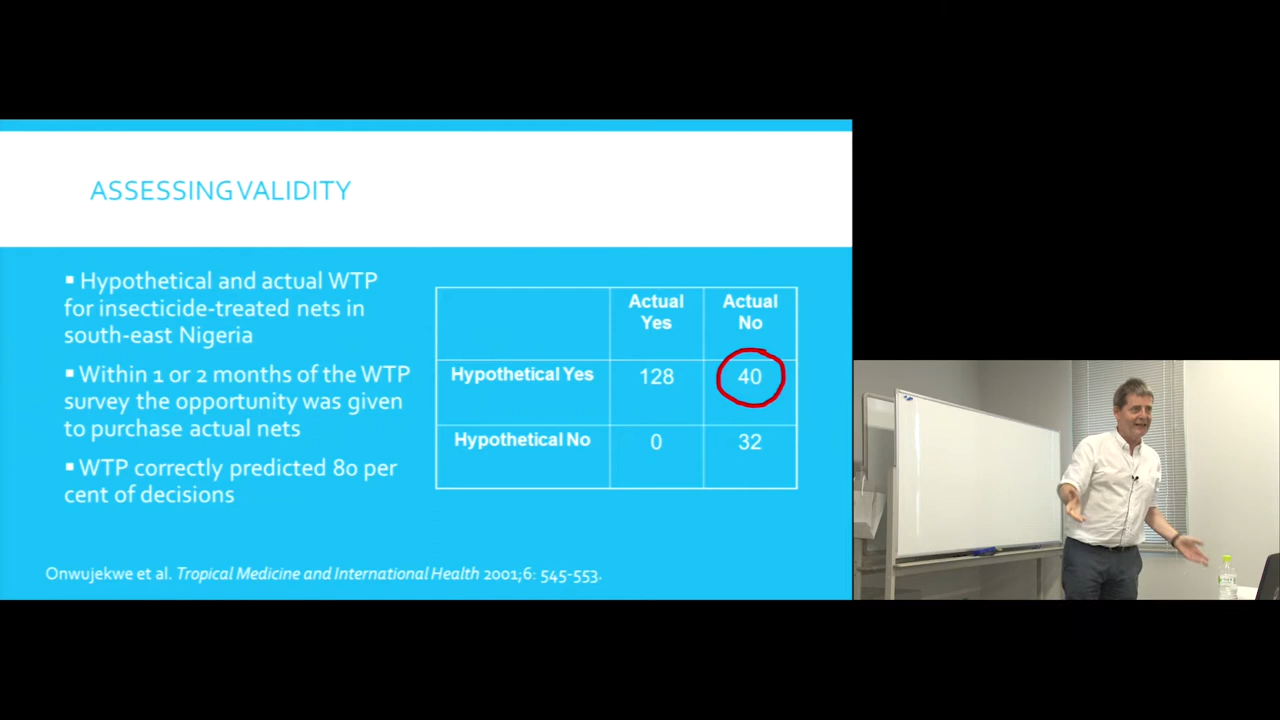 ASSESSING VALIDITY
▪ Hypothetical and actual WTP
for insecticide-treated nets in
south-east Nigeria
▪ Within 1 or 2 months of the WTP
survey the opportunity was given
to purchase actual nets
▪ WTP correctly predicted 80 per
cent of decisions
Actual Yes Actual No
Hypothetical Yes 128 40
Hypothetical No 0 32
Onwujekwe et al. Tropical Medicine and International Health 2001;6: 545-553.